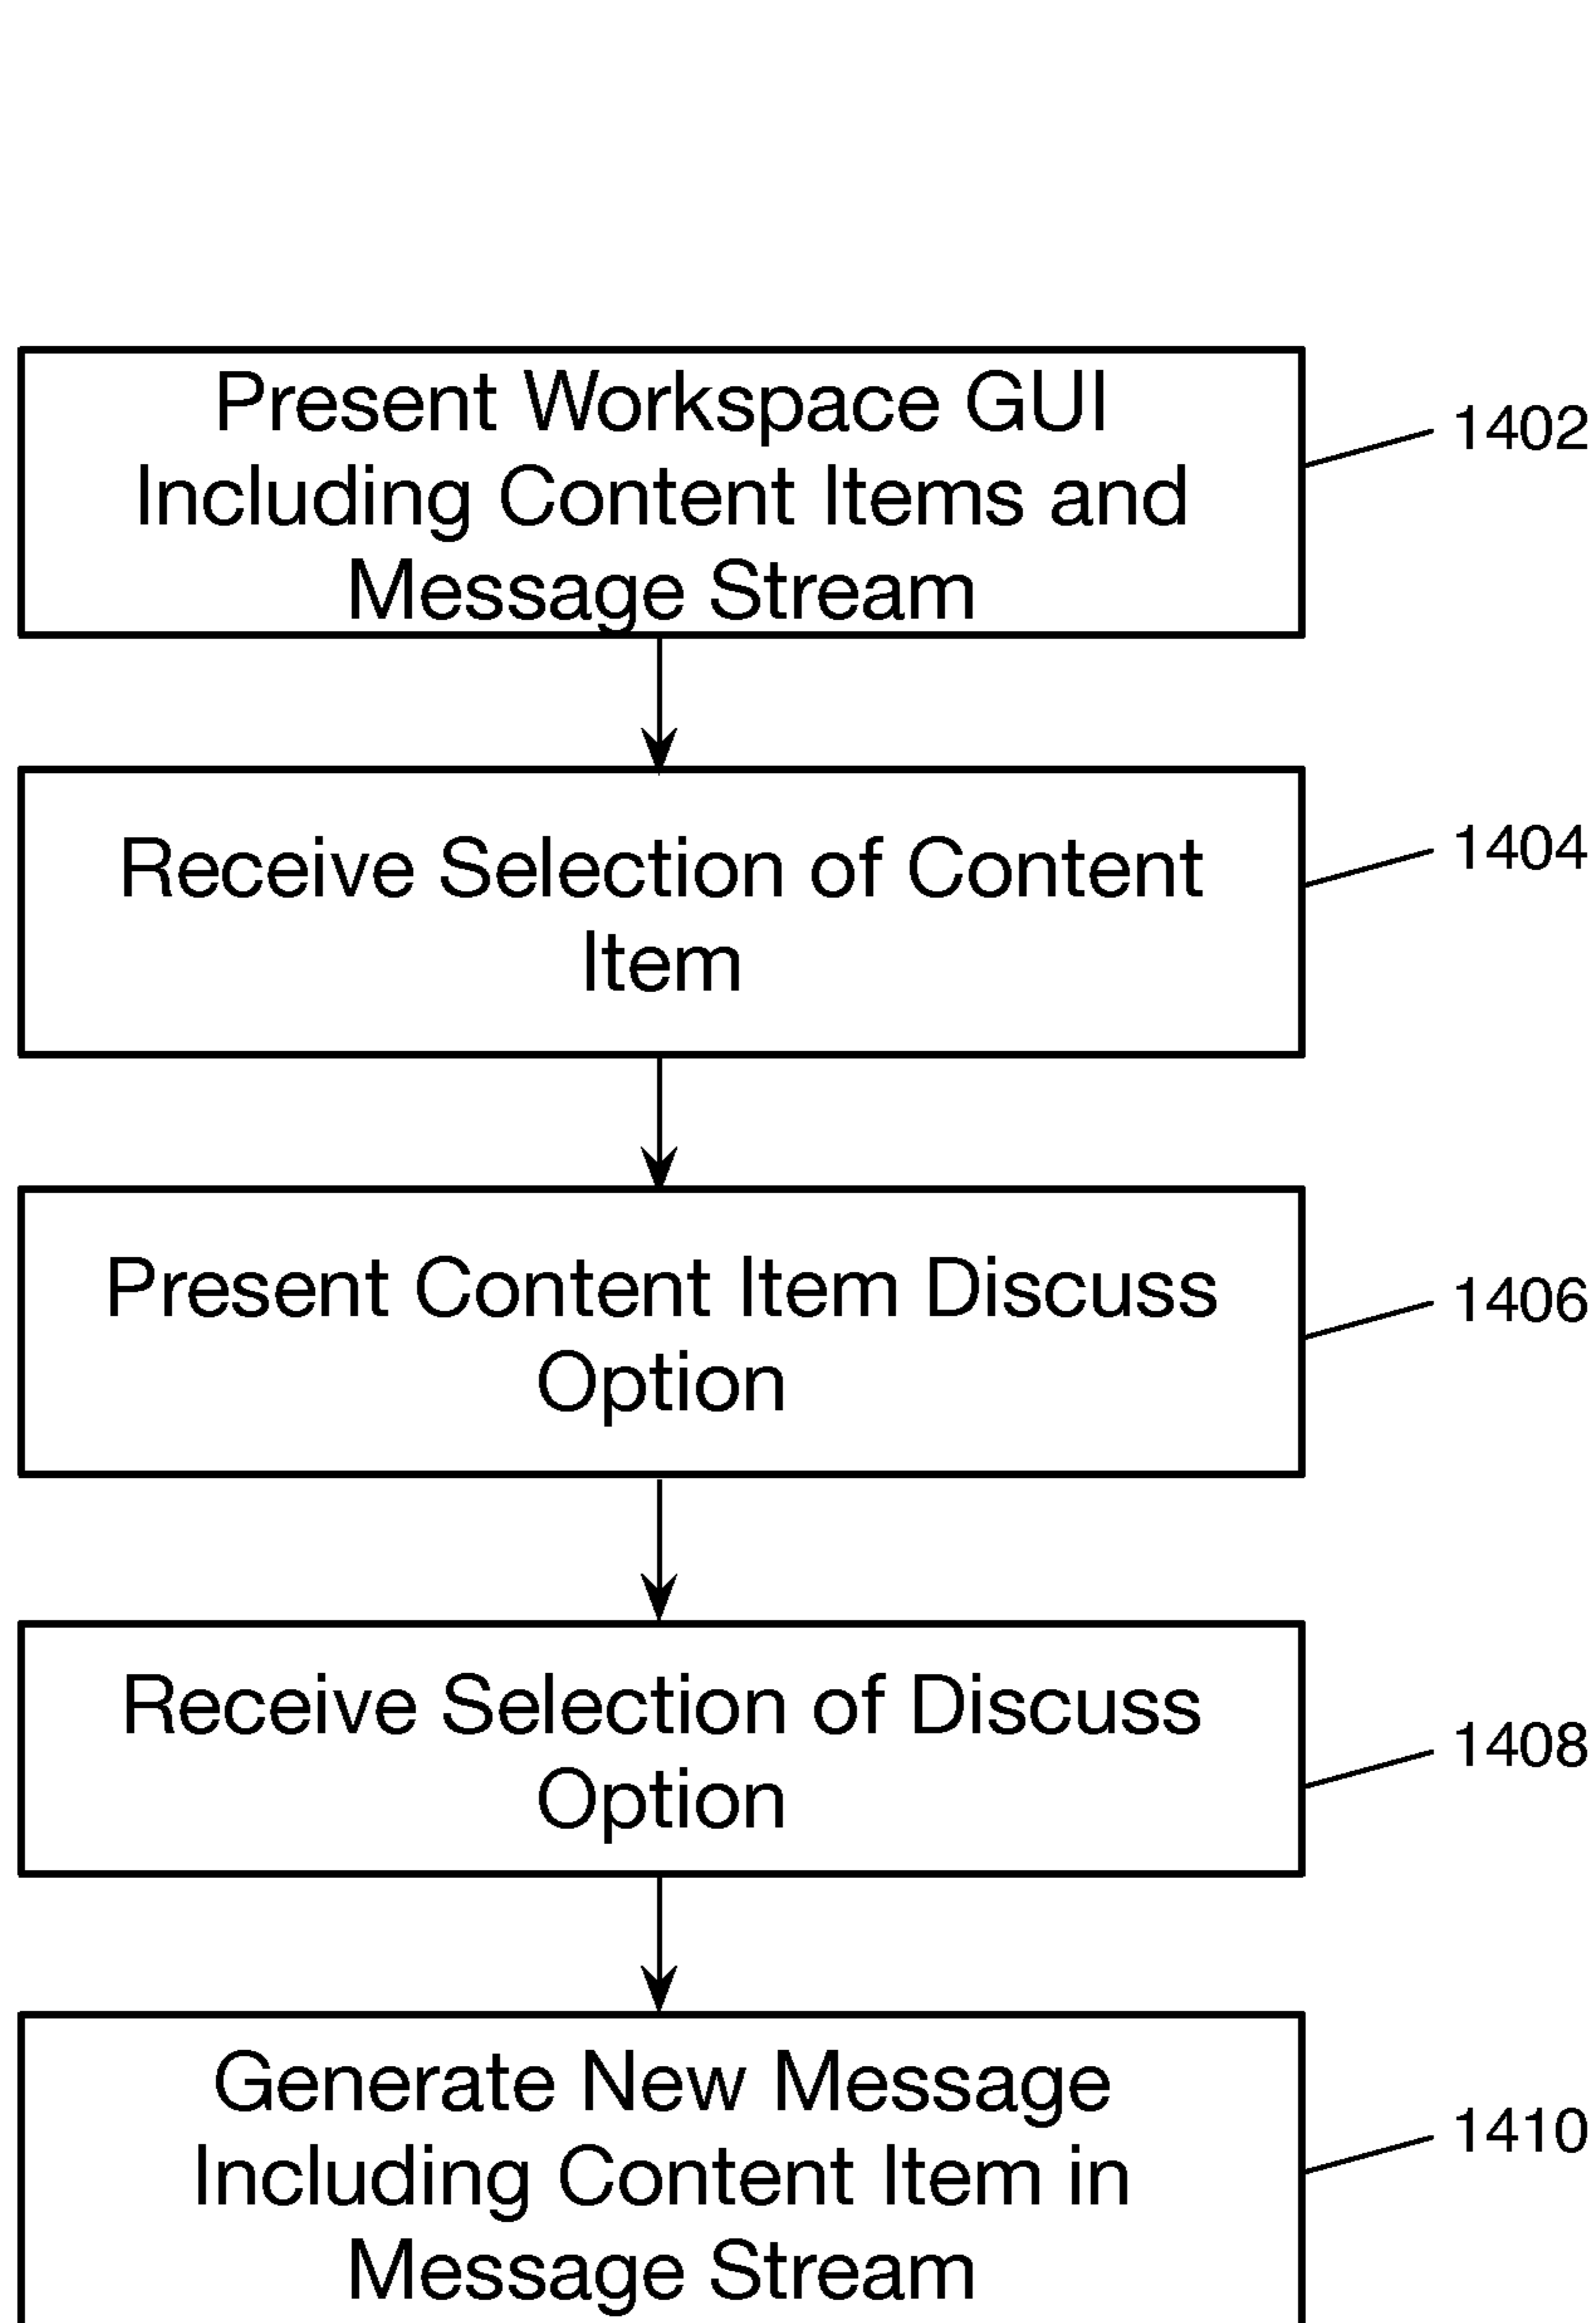 Present Workspace GUI
Including Content Items and
Message Stream
1402
Receive Selection of Content
Item
1404
Present Content Item Discuss
Option
1406
Receive Selection of Discuss
Option
1408
Generate New Message
Including Content Item in
Message Stream
1410